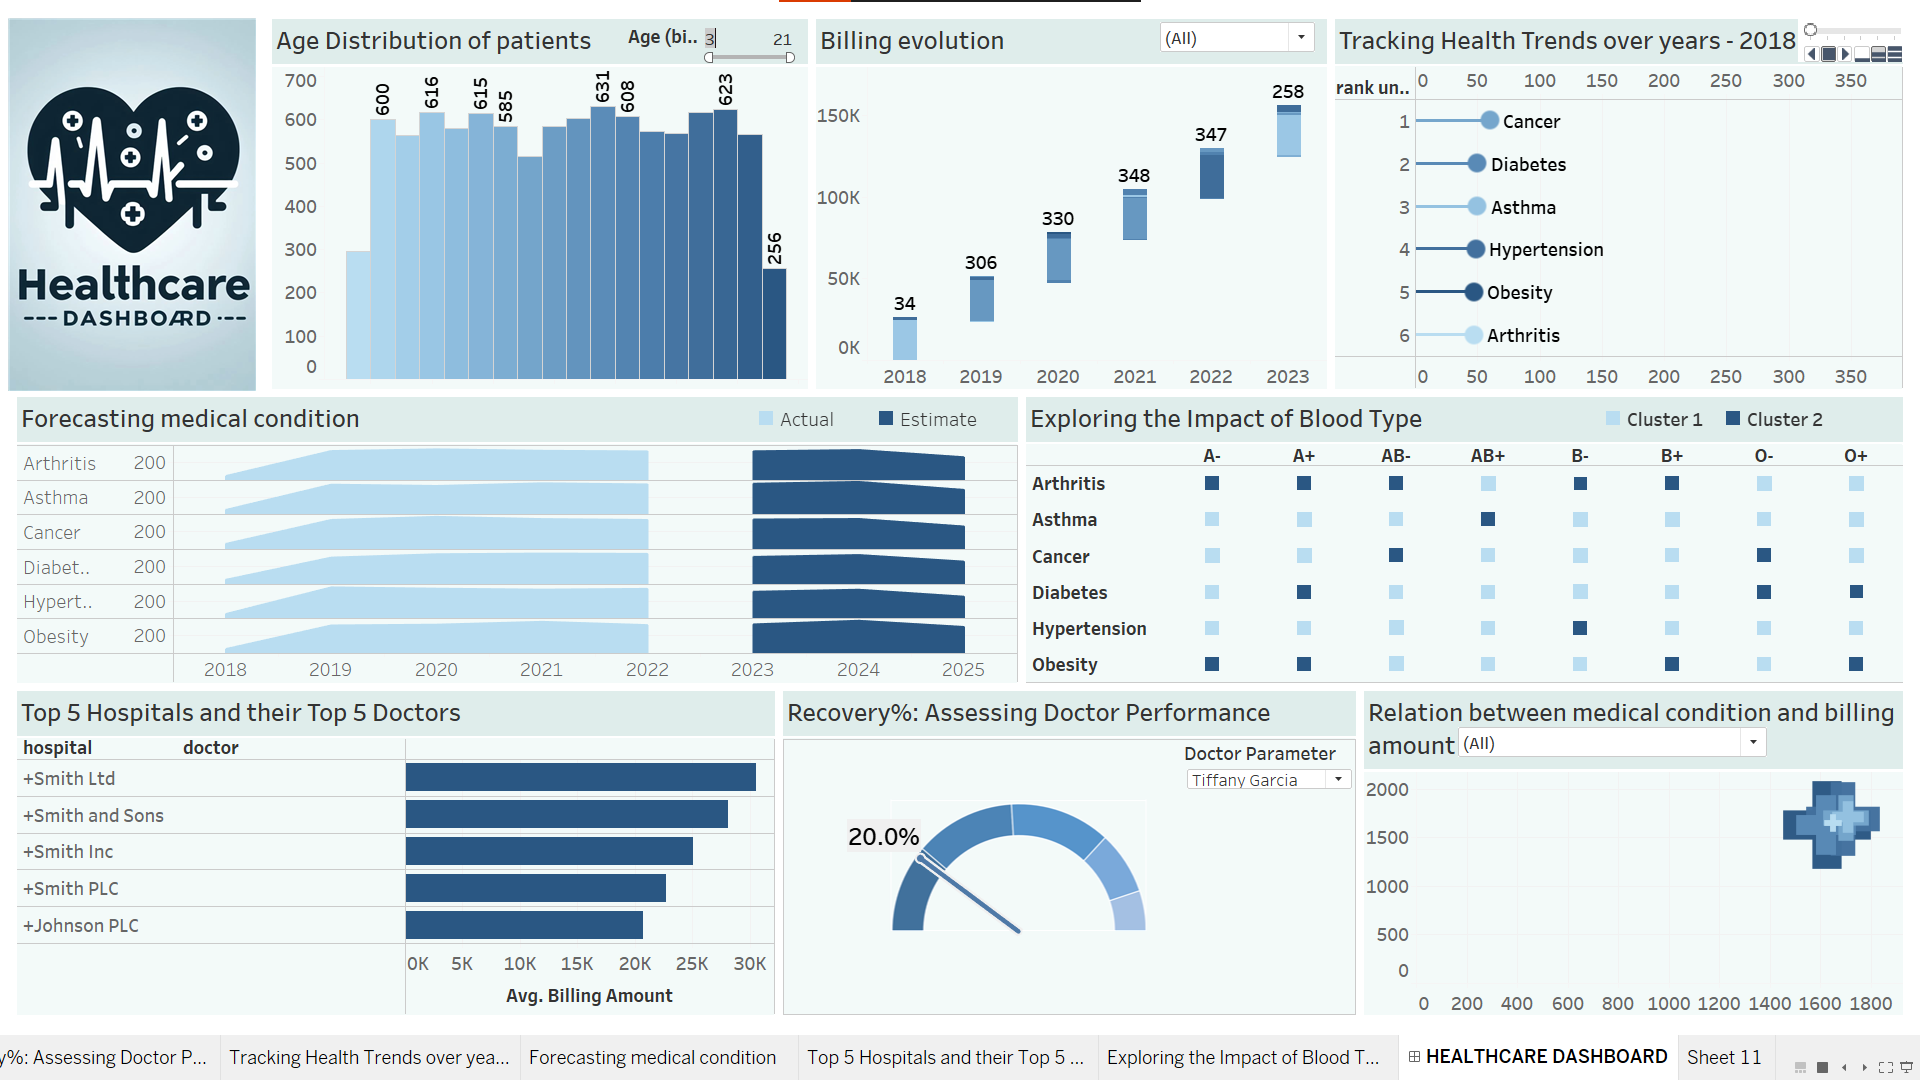 Healthcare
DASHBOARD
Age Distribution of patients
Age (bi..
3
21
700
600
500
400
300
200
100
0
600
616
615
585
631
608
623
256
Billing evolution
(All)
150K
100K
50K
0K
34
306
330
348
347
258
2018 2019 2020 2021 2022 2023
Tracking Health Trends over years - 2018
rank un..
0 50 100 150 200 250 300 350
1 Cancer
2 Diabetes
3 Asthma
4 Hypertension
5 Obesity
6 Arthritis
0 50 100 150 200 250 300 350
Forecasting medical condition
Actual
Estimate
Arthritis 200
Asthma 200
Cancer 200
Diabet.. 200
Hypert.. 200
Obesity 200
2018 2019 2020 2021 2022 2023 2024 2025
Exploring the Impact of Blood Type
Cluster 1
Cluster 2
A- A+ AB- AB+ B- B+ O- O+
Arthritis
Asthma
Cancer
Diabetes
Hypertension
Obesity
Top 5 Hospitals and their Top 5 Doctors
hospital doctor
+Smith Ltd
+Smith and Sons
+Smith Inc
+Smith PLC
+Johnson PLC
0K 5K 10K 15K 20K 25K 30K
Avg. Billing Amount
Recovery%: Assessing Doctor Performance
Doctor Parameter
Tiffany Garcia
20.0%
Relation between medical condition and billing
amount
(All)
2000
1500
1000
500
0
0 200 400 600 800 1000 1200 1400 1600 1800
y%: Assessing Doctor P...
Tracking Health Trends over yea...
Forecasting medical condition
Top 5 Hospitals and their Top 5 ...
Exploring the Impact of Blood T...
HEALTHCARE DASHBOARD
Sheet 11